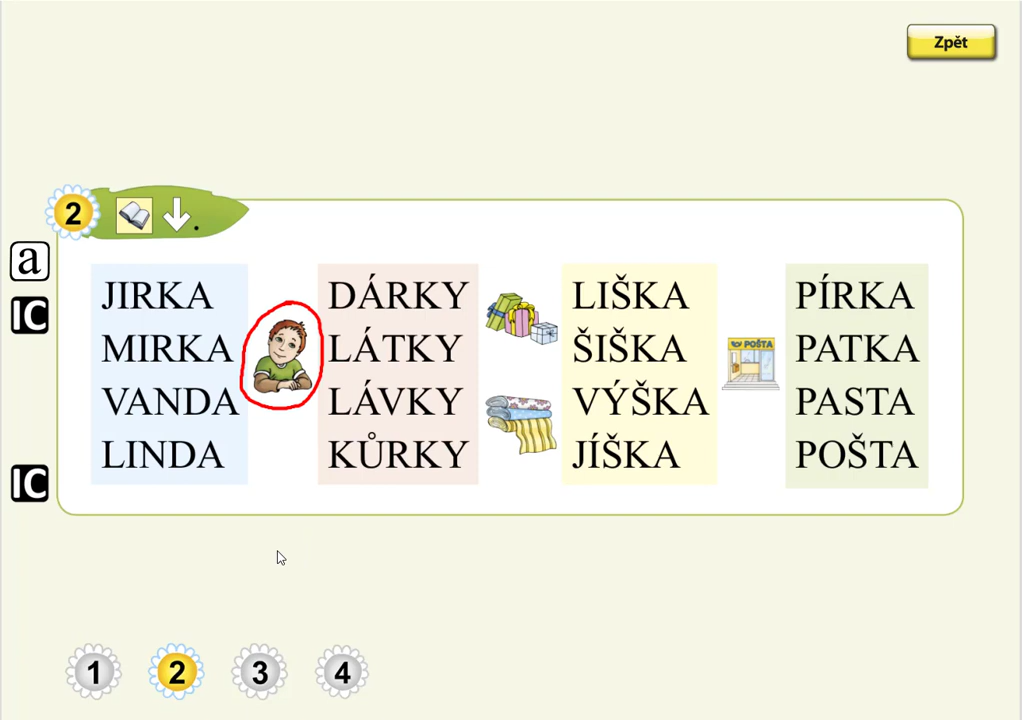 Zpět
2
a
IC
IC
JIRKA
MIRKA
VANDA
LINDA
DÁRKY
LÁTKY
LÁVKY
KŮRKY
LIŠKA
ŠIŠKA
VÝŠKA
JÍŠKA
POŠTA
PÍRKA
PATKA
PASTA
POŠTA
1 2 3 4